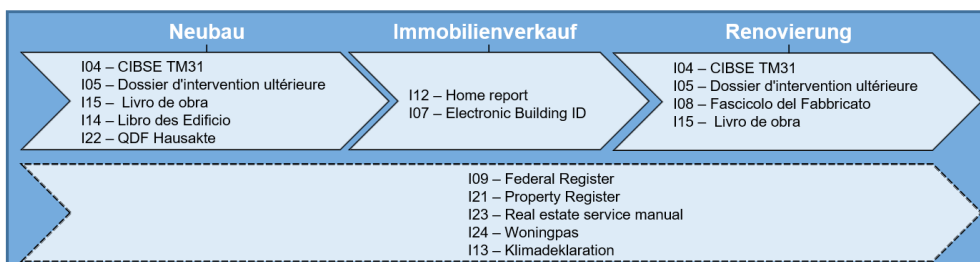 Neubau
I04 – CIBSE TM31
I05 – Dossier d'intervention ultérieure
I15 – Livro de obra
I14 – Libro des Edificio
I22 – QDF Hausakte
Immobilienverkauf
I12 – Home report
I07 – Electronic Building ID
Renovierung
I04 – CIBSE TM31
I05 – Dossier d'intervention ultérieure
I08 – Fascicolo del Fabbricato
I15 – Livro de obra
I09 – Federal Register
I21 – Property Register
I23 – Real estate service manual
I24 – Woningpas
I13 – Klimadeklaration